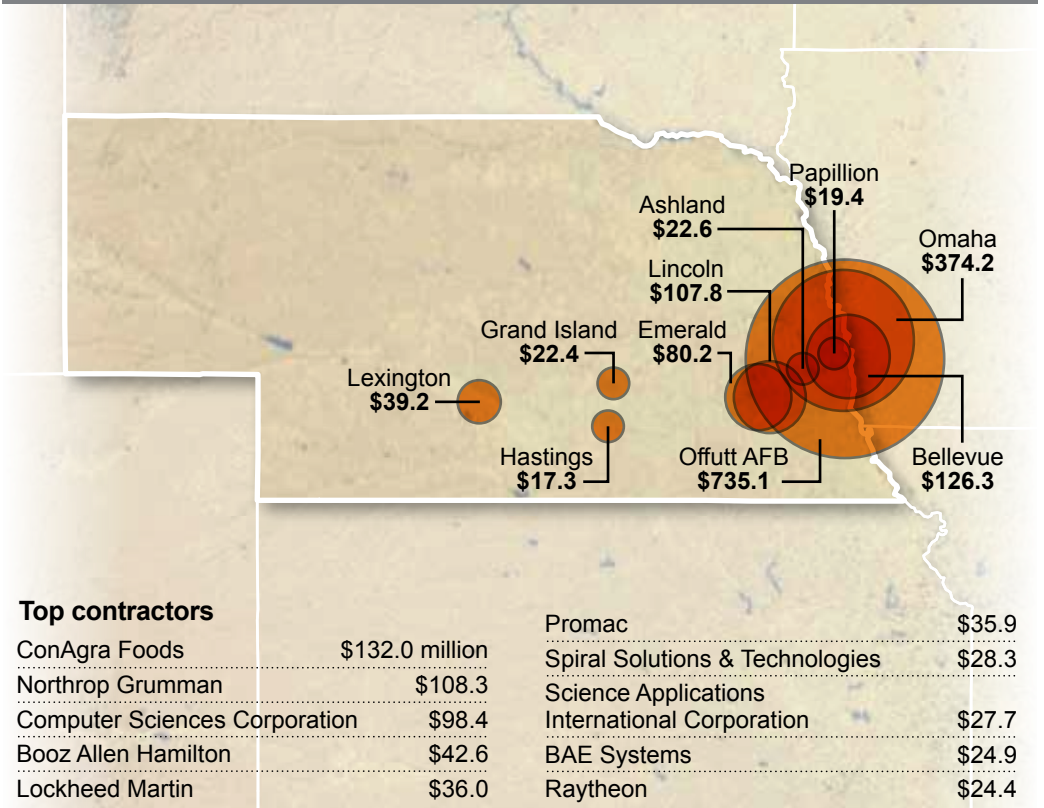 Papillion
$19.4
Ashland
$22.6
Omaha
$374.2
Lincoln
$107.8
Grand Island
$22.4
Emerald
$80.2
Lexington
$39.2
Hastings
$17.3
Offutt AFB
$735.1
Bellevue
$126.3
Top contractors
ConAgra Foods $132.0 million
Northrop Grumman $108.3
Computer Sciences Corporation $98.4
Booz Allen Hamilton $42.6
Lockheed Martin $36.0
Promac $35.9
Spiral Solutions & Technologies $28.3
Science Applications
International Corporation $27.7
BAE Systems $24.9
Raytheon $24.4